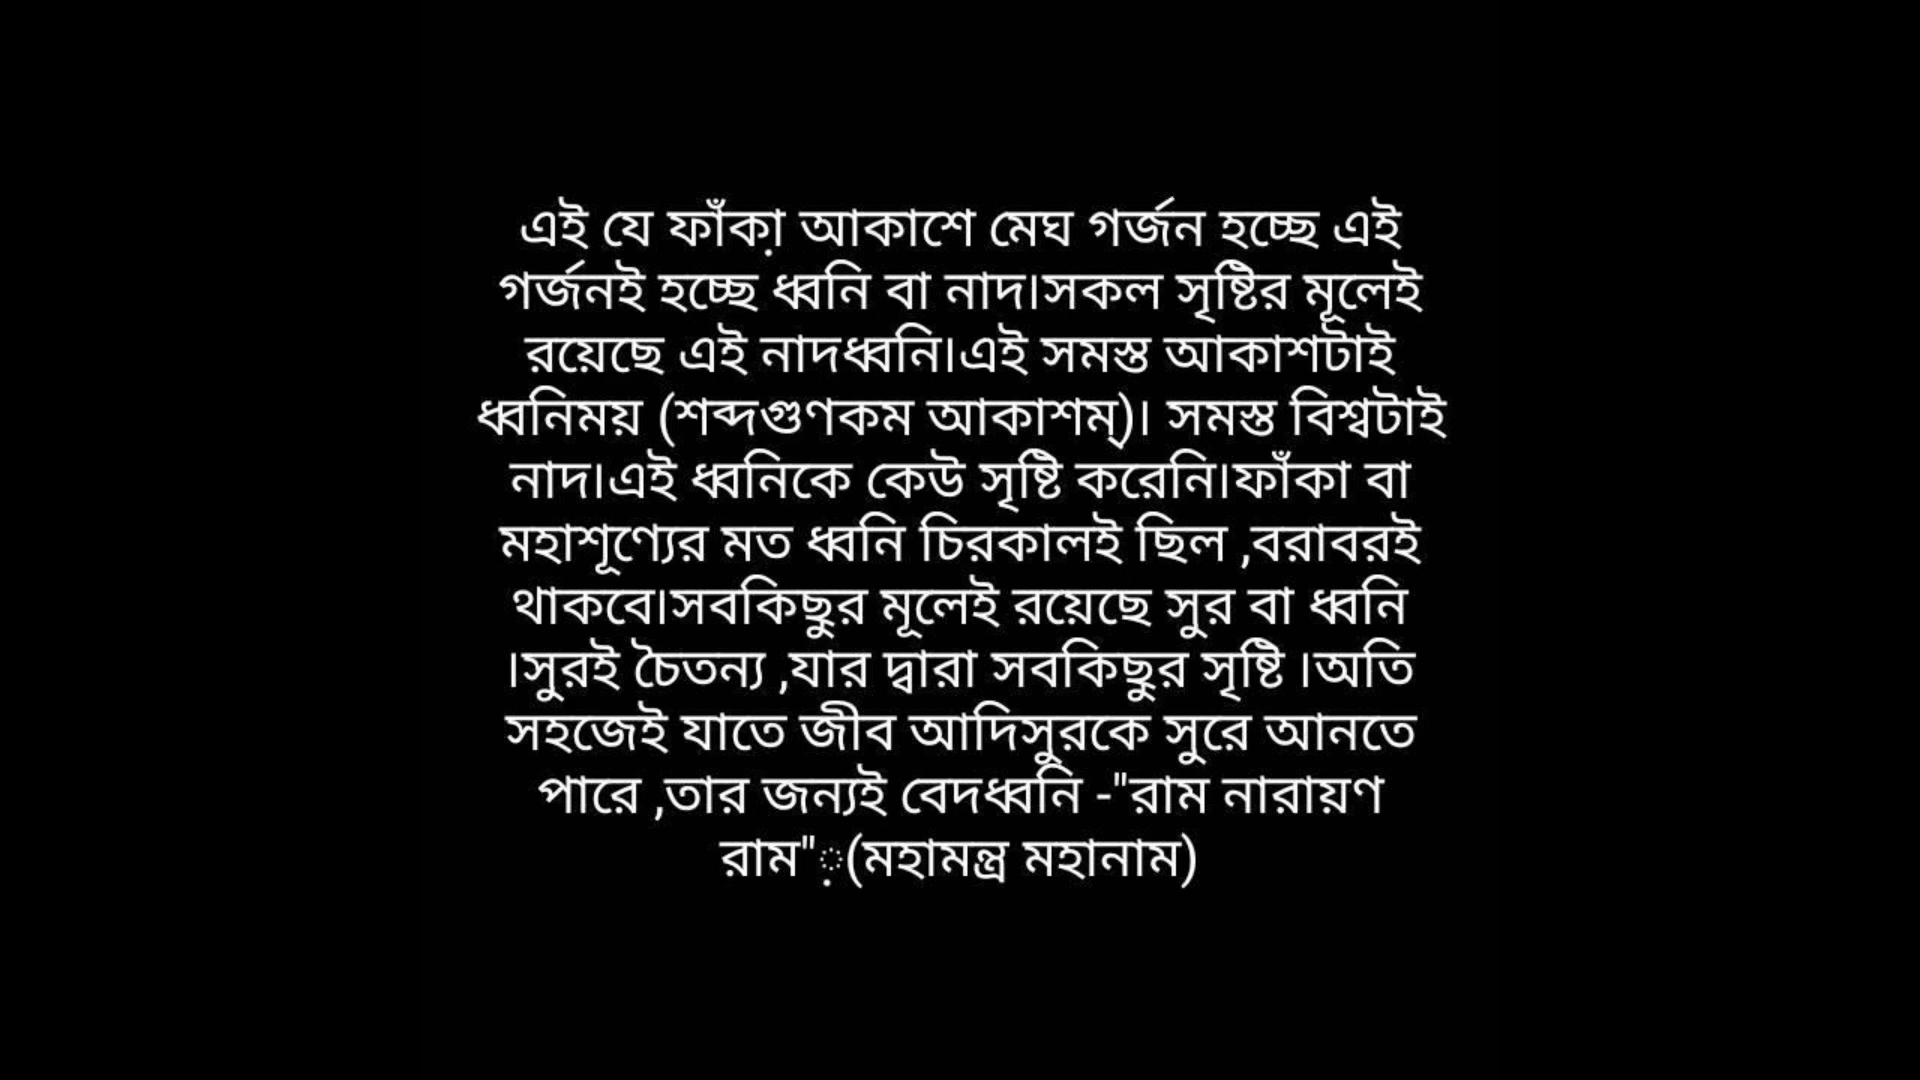 এই যে ফাঁকা় আকাশে মেঘ গর্জন হচ্ছে এই
গর্জনই হচ্ছে ধ্বনি বা নাদ।সকল সৃষ্টির মূলেই
রয়েছে এই নাদধ্বনি।এই সমস্ত আকাশটাই
ধ্বনিময় (শব্দগুণকম আকাশম্)। সমস্ত বিশ্বটাই
নাদ।এই ধ্বনিকে কেউ সৃষ্টি করেনি।ফাঁকা বা
মহাশূণ্যের মত ধ্বনি চিরকালই ছিল ,বরাবরই
থাকবে।সবকিছুর মূলেই রয়েছে সুর বা ধ্বনি
।সুরই চৈতন্য ,যার দ্বারা সবকিছুর সৃষ্টি ।অতি
সহজেই যাতে জীব আদিসুরকে সুরে আনতে
পারে ,তার জন্যই বেদধ্বনি -"রাম নারায়ণ
রাম"়(মহামন্ত্র মহানাম)